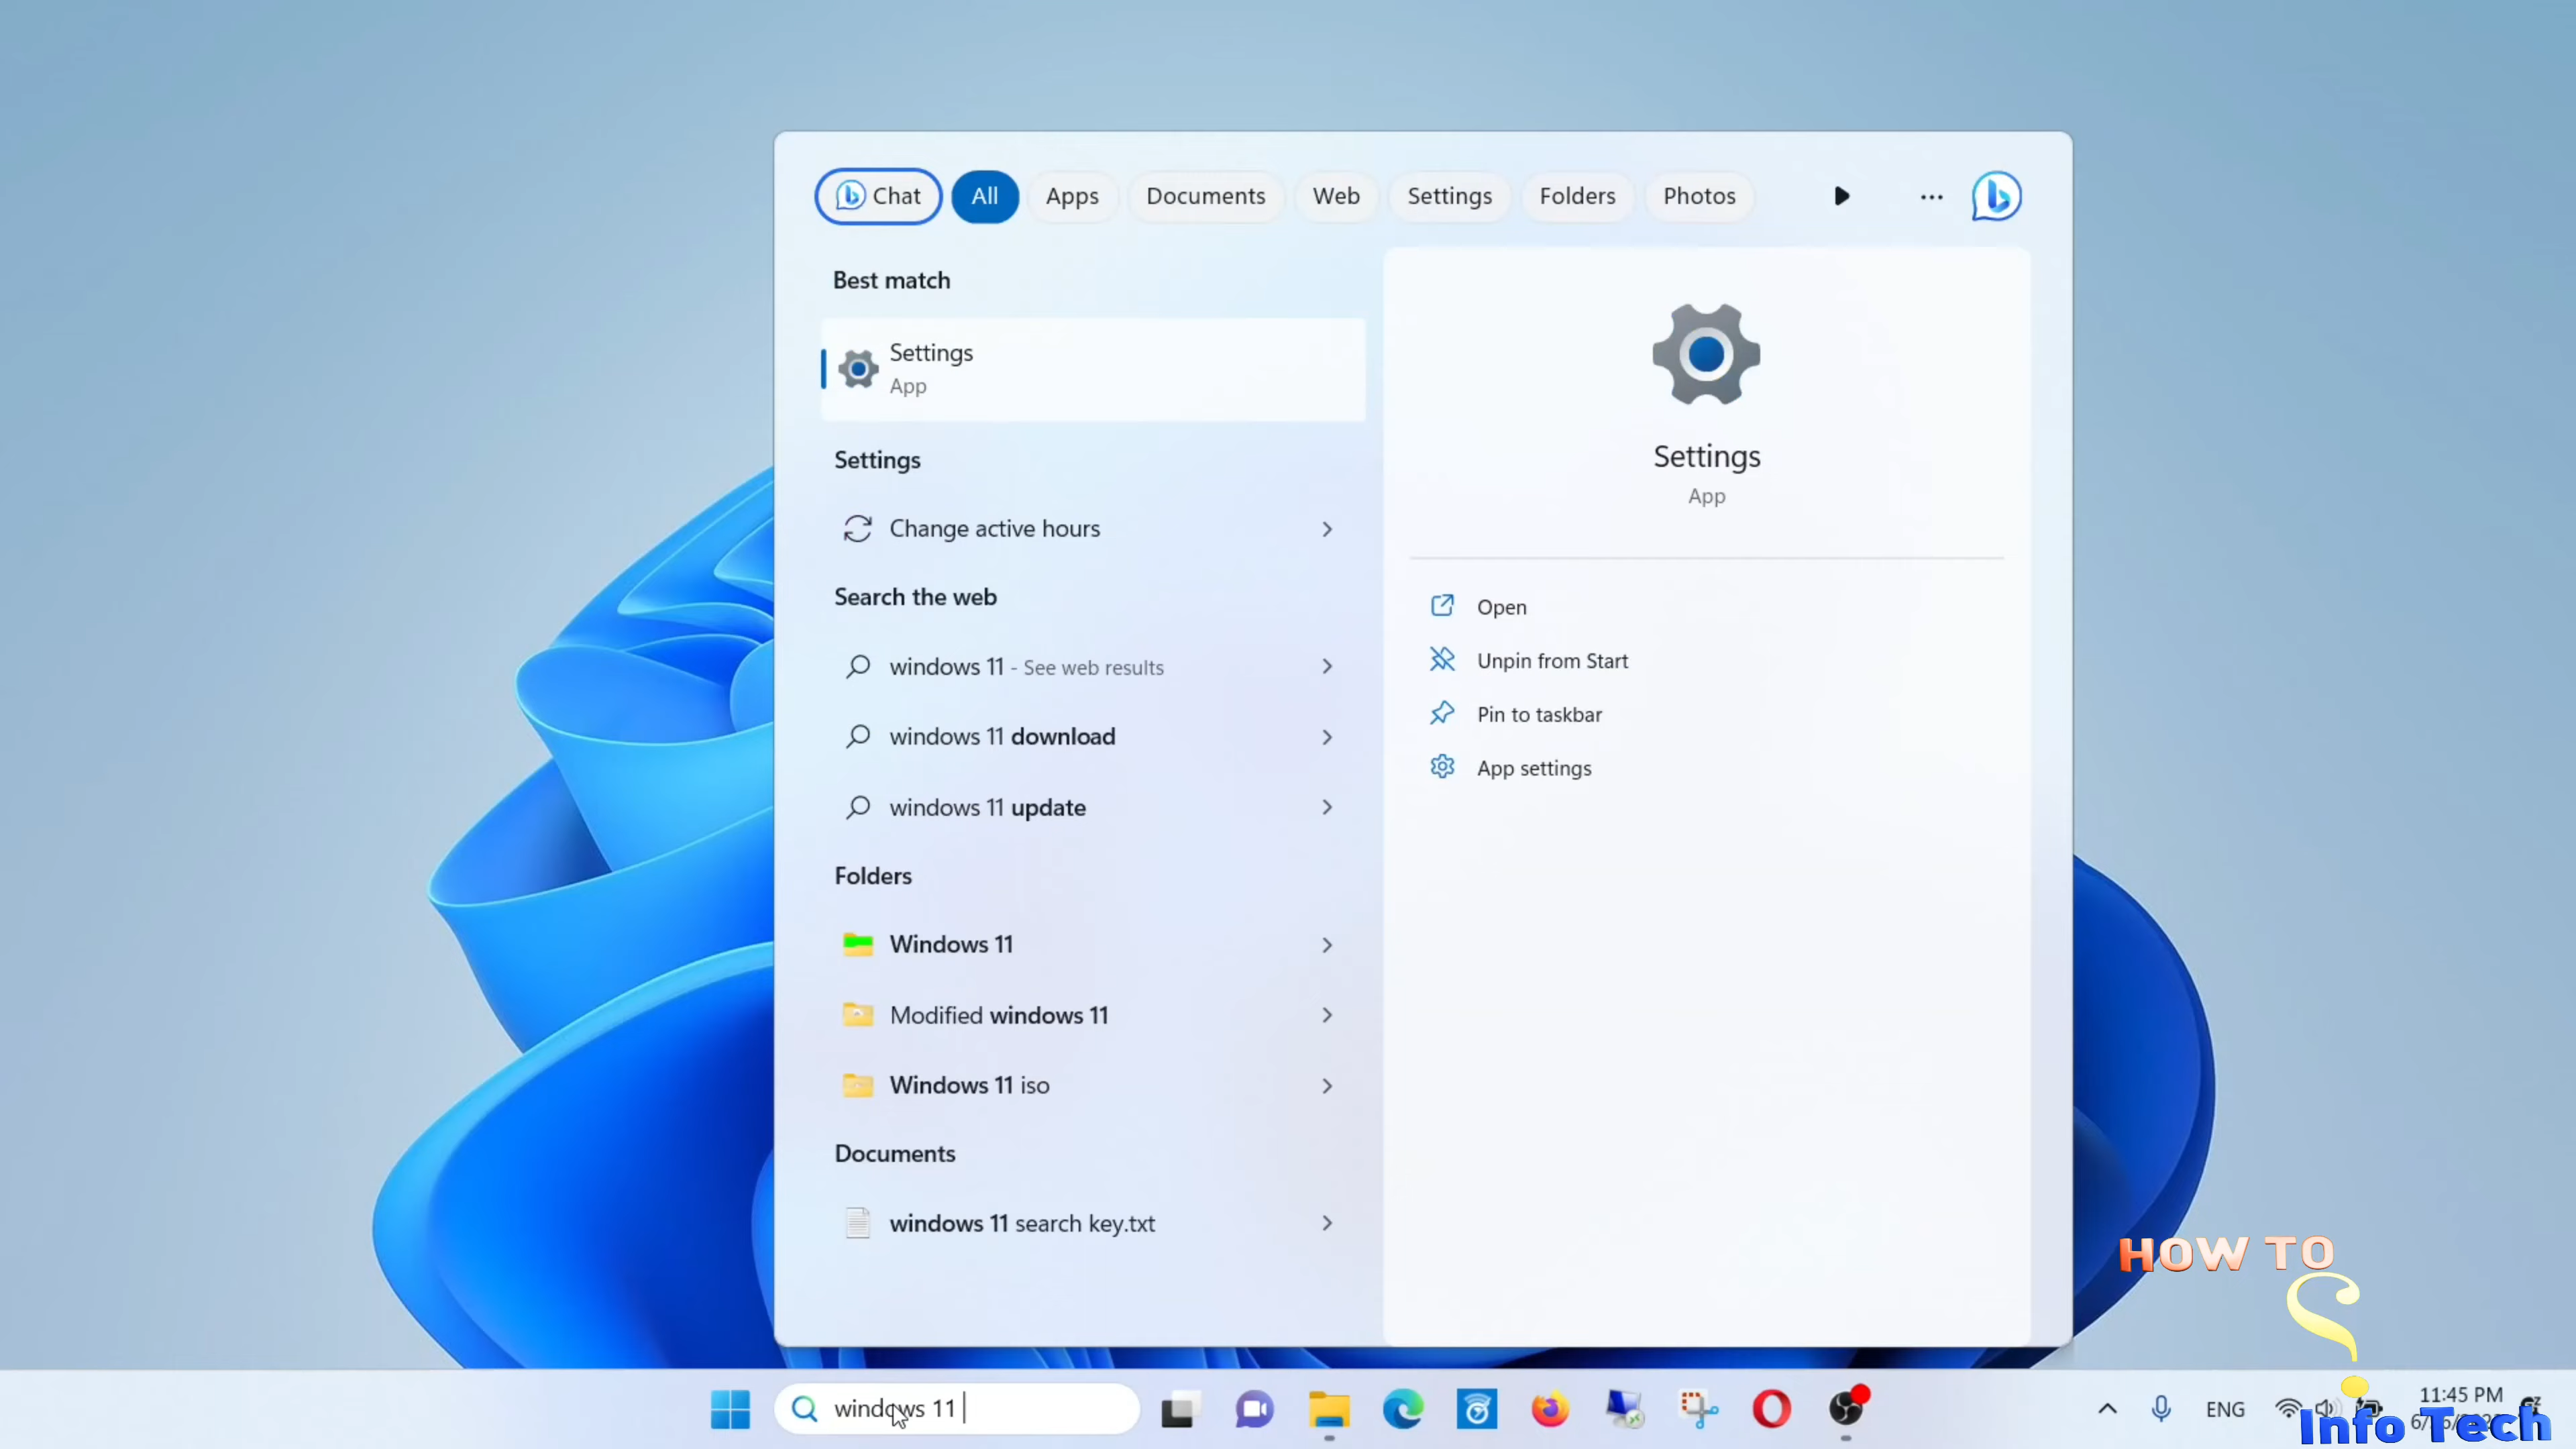 Chat All Apps Documents Web Settings Folders Photos
Best match
Settings
App
Settings
Change active hours
Search the web
windows 11 - See web results
windows 11 download
windows 11 update
Folders
Windows 11
Modified windows 11
Windows 11 iso
Documents
windows 11 search key.txt
Settings
App
Open
Unpin from Start
Pin to taskbar
App settings
HOW TO
Info Tech
windows 11
ENG
11:45 PM